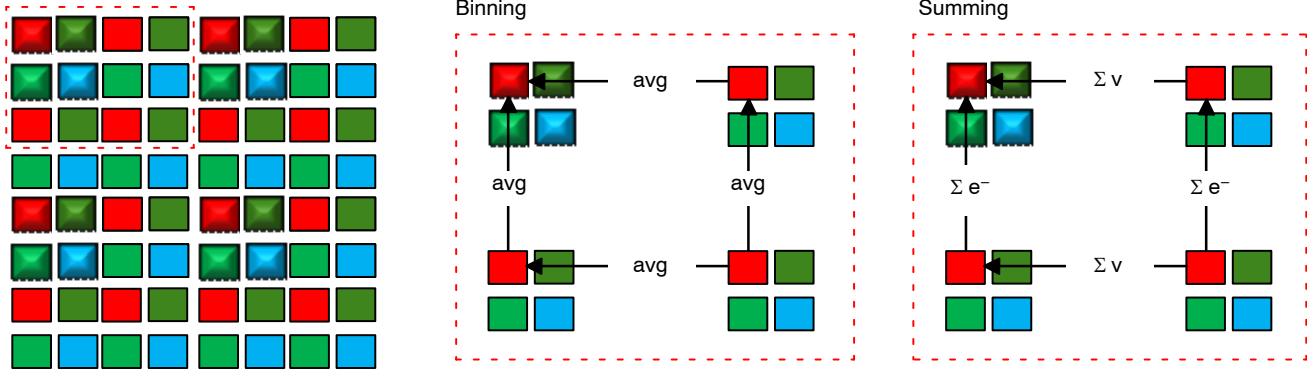 Binning
Summing
avg
avg
avg
avg
Σ v
Σ e⁻
Σ e⁻
Σ v